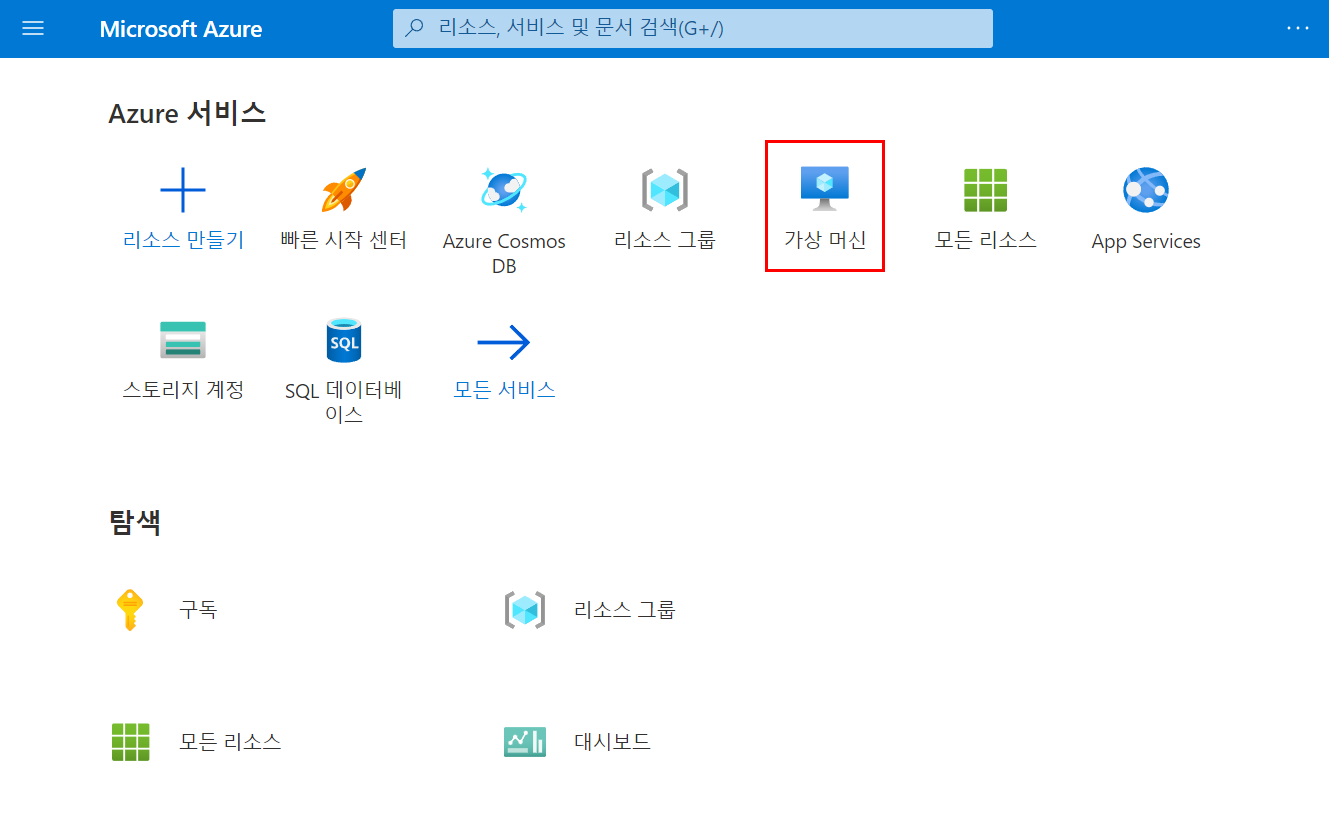 Microsoft Azure
리소스, 서비스 및 문서 검색(G+/)
Azure 서비스
리소스 만들기
빠른 시작 센터
Azure Cosmos
DB
리소스 그룹
가상 머신
모든 리소스
App Services
스토리지 계정
SQL
SQL 데이터베
이스
모든 서비스
탐색
구독
리소스 그룹
모든 리소스
대시보드